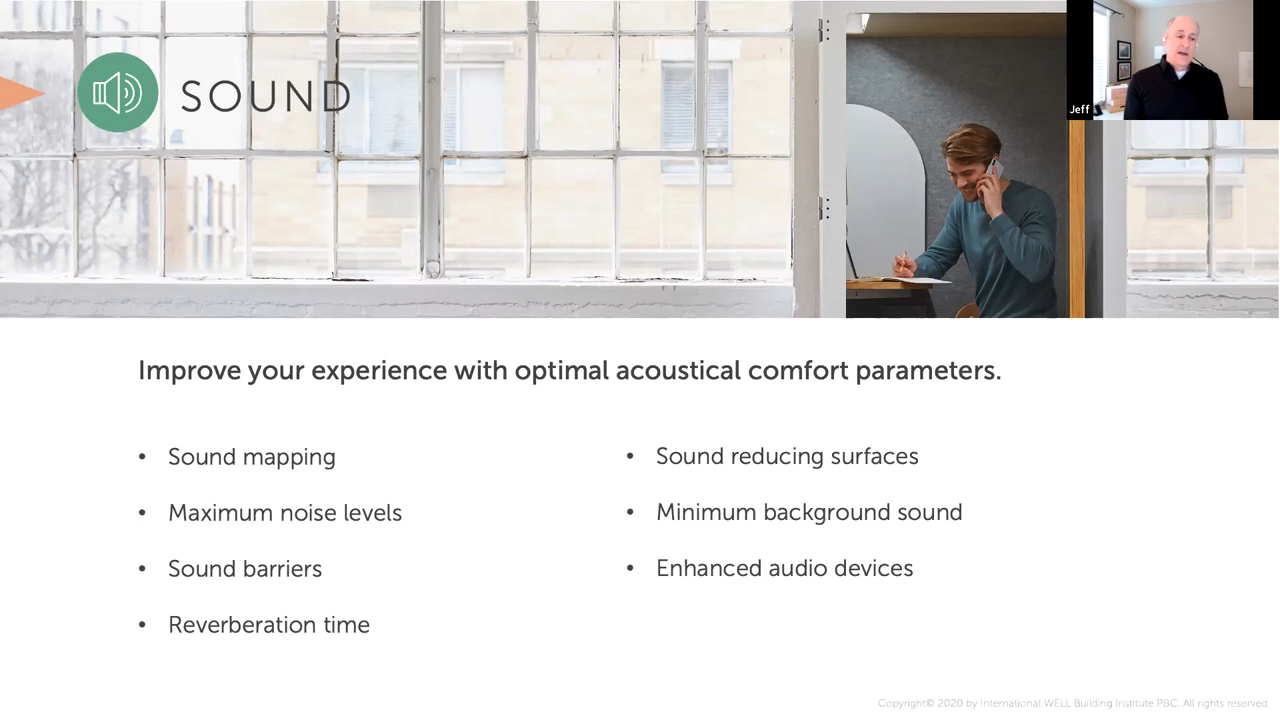 SOUND
Jeff
Improve your experience with optimal acoustical comfort parameters.
• Sound mapping
• Maximum noise levels
• Sound barriers
• Reverberation time
• Sound reducing surfaces
• Minimum background sound
• Enhanced audio devices
Copyright© 2020 by International WELL Building Institute PBC. All rights reserved.